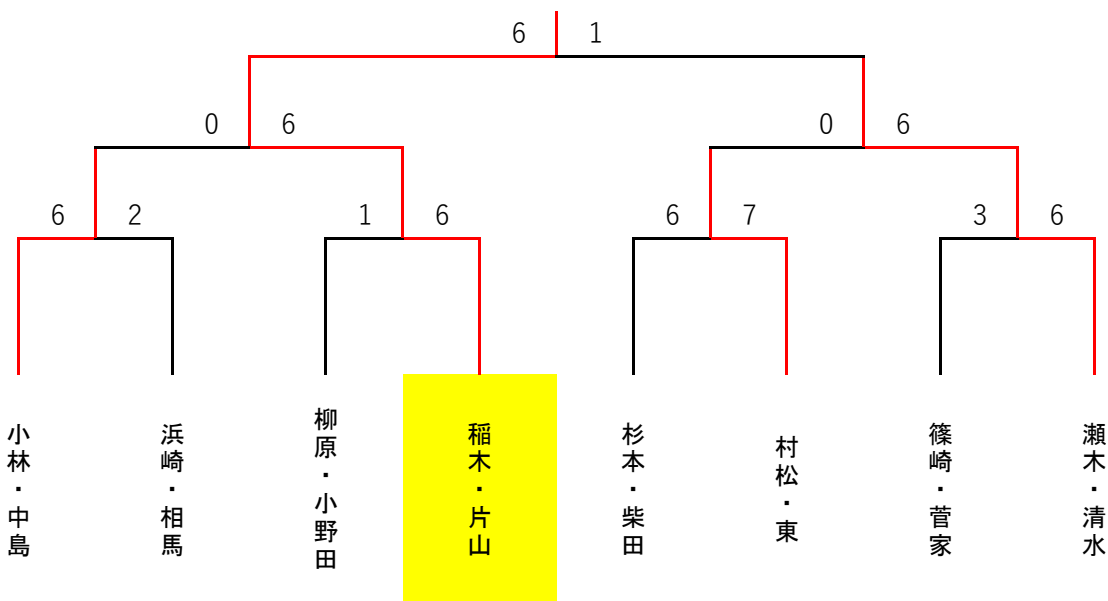 6 1
0 6 0 6
6 2 1 6 6 7 3 6
小林・中島
浜崎・相馬
柳原・小野田
稲木・片山
杉本・柴田
村松・東
篠崎・菅家
瀬木・清水